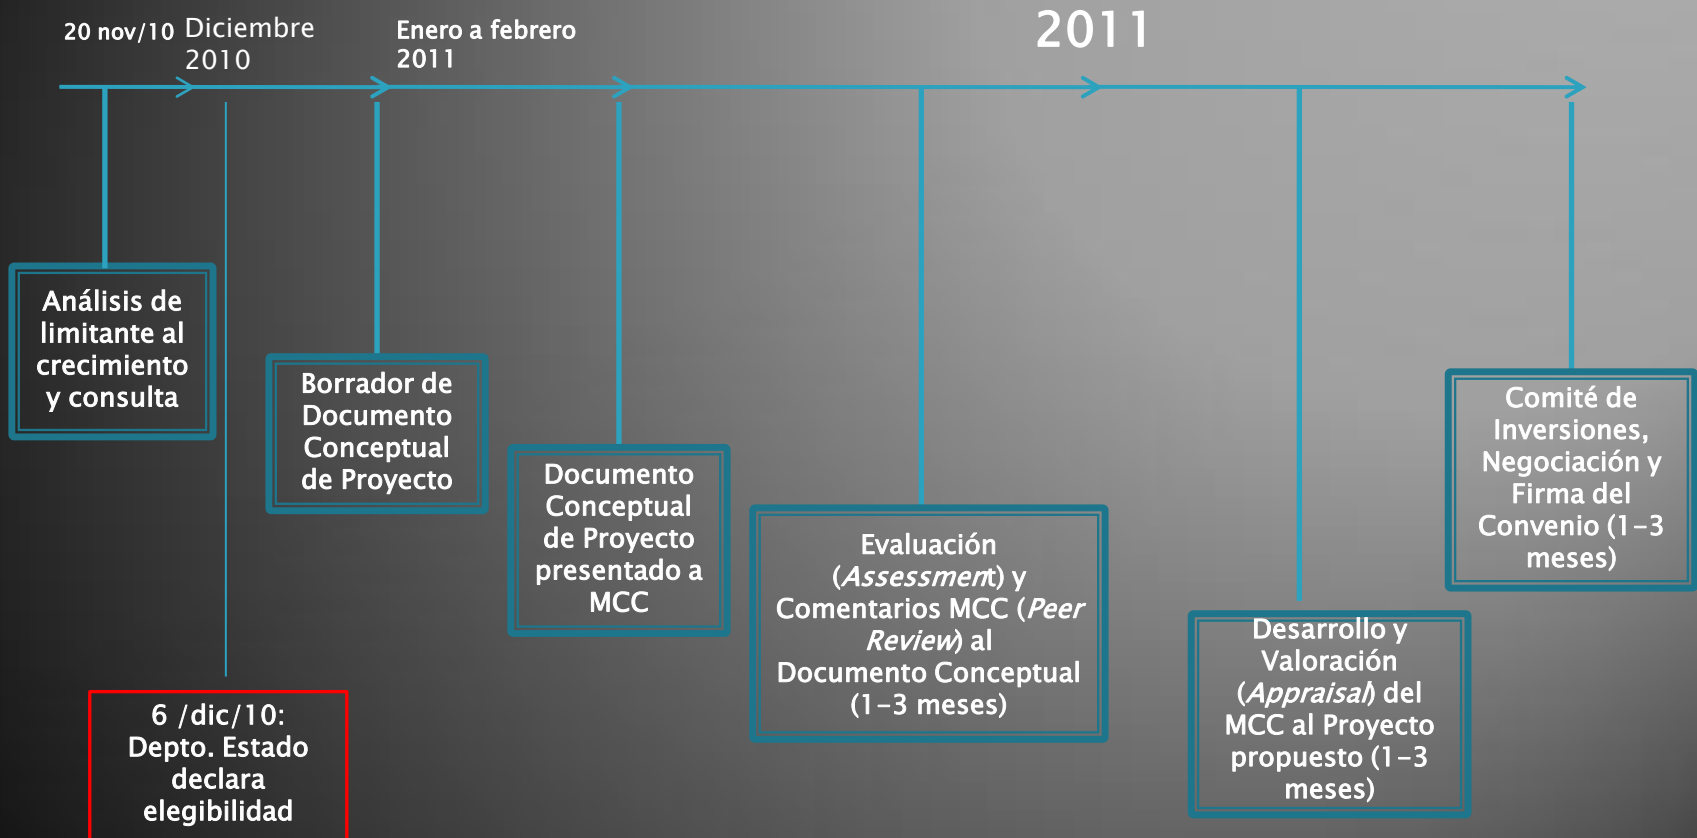 20 nov/10
Diciembre
2010
Enero a febrero
2011
2011
Análisis de
limitante al
crecimiento
y consulta
6 /dic/10:
Depto. Estado
declara
elegibilidad
Borrador de
Documento
Conceptual
de Proyecto
Documento
Conceptual
de Proyecto
presentado a
MCC
Evaluación
(Assessment) y
Comentarios MCC (Peer
Review) al
Documento Conceptual
(1-3 meses)
Desarrollo y
Valoración
(Appraisal) del
MCC al Proyecto
propuesto (1-3
meses)
Comité de
Inversiones,
Negociación y
Firma del
Convenio (1-3
meses)